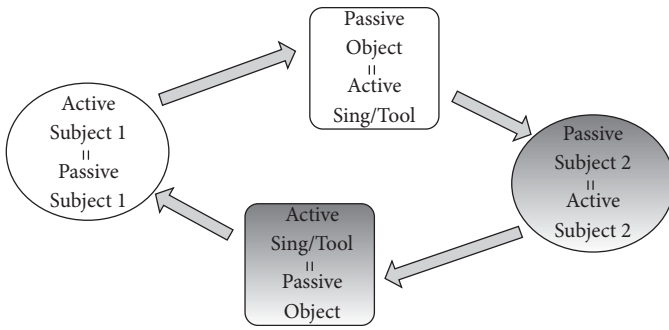 Passive
Object
=
Active
Sing/Tool
Active
Subject 1
=
Passive
Subject 1
Passive
Subject 2
=
Active
Subject 2
Active
Sing/Tool
=
Passive
Object